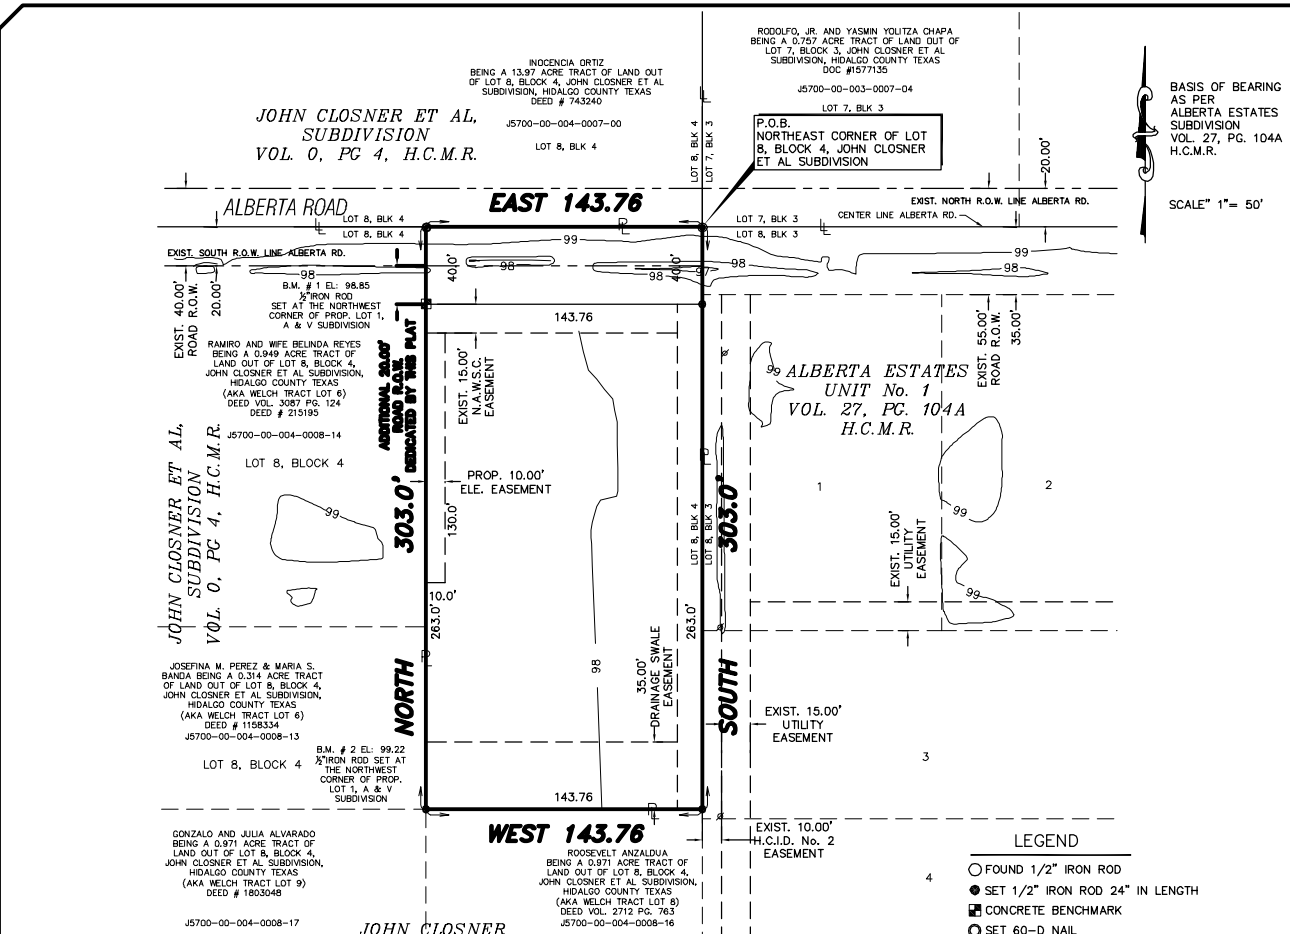 RODOLFO, JR. AND YASMIN YOLITZA CHAPA
BEING A 0.757 ACRE TRACT OF LAND OUT OF
LOT 7, BLOCK 3, JOHN CLOSNER ET AL
SUBDIVISION, HIDALGO COUNTY TEXAS
DOC #1577135
J5700-00-003-0007-04
LOT 7, BLK 3
INOCENCIA ORTIZ
BEING A 13.97 ACRE TRACT OF LAND OUT
OF LOT 8, BLOCK 4, JOHN CLOSNER ET AL
SUBDIVISION, HIDALGO COUNTY TEXAS
DEED # 743240
J5700-00-004-0007-00
LOT 8, BLK 4
JOHN CLOSNER ET AL,
SUBDIVISION
VOL. 0, PG 4, H.C.M.R.
P.O.B.
NORTHEAST CORNER OF LOT
8, BLOCK 4, JOHN CLOSNER
ET AL SUBDIVISION
LOT 8, BLK 4
LOT 7, BLK 3
BASIS OF BEARING
AS PER
ALBERTA ESTATES
SUBDIVISION
VOL. 27, PG. 104A
H.C.M.R.
SCALE" 1"= 50'
20.00'
ALBERTA ROAD
EAST 143.76
EXIST. NORTH R.O.W. LINE ALBERTA RD.
CENTER LINE ALBERTA RD.
LOT 8, BLK 4
LOT 8, BLK 4
LOT 7, BLK 3
LOT 8, BLK 3
99
99
EXIST. SOUTH R.O.W. LINE ALBERTA RD.
98
98
98
98
97
98
40.0'
40.0'
EXIST. 40.00'
ROAD R.O.W.
20.00'
B.M. # 1 EL: 98.85
½"IRON ROD
SET AT THE NORTHWEST
CORNER OF PROP. LOT 1,
A & V SUBDIVISION
143.76
EXIST. 55.00'
ROAD R.O.W.
35.00'
RAMIRO AND WIFE BELINDA REYES
BEING A 0.949 ACRE TRACT OF
LAND OUT OF LOT 8, BLOCK 4,
JOHN CLOSNER ET AL SUBDIVISION,
HIDALGO COUNTY TEXAS
(AKA WELCH TRACT LOT 6)
DEED VOL. 3087 PG. 124
DEED # 215195
J5700-00-004-0008-14
LOT 8, BLOCK 4
ADDITIONAL 20.00'
ROAD R.O.W.
DEDICATED BY THIS PLAT
EXIST. 15.00'
N.A.W.S.C.
EASEMENT
99
ALBERTA ESTATES
UNIT No. 1
VOL. 27, PG. 104A
H.C.M.R.
JOHN CLOSNER ET AL,
SUBDIVISION
VOL. 0, PG 4, H.C.M.R.
99
PROP. 10.00'
ELE. EASEMENT
130.0'
10.0'
NORTH 303.0'
263.0'
LOT 8, BLK 4
LOT 8, BLK 3
SOUTH 303.0'
263.0'
1
2
99
EXIST. 15.00'
UTILITY
EASEMENT
99
98
35.00'
DRAINAGE SWALE
EASEMENT
JOSEFINA M. PEREZ & MARIA S.
BANDA BEING A 0.314 ACRE TRACT
OF LAND OUT OF LOT 8, BLOCK 4,
JOHN CLOSNER ET AL SUBDIVISION,
HIDALGO COUNTY TEXAS
(AKA WELCH TRACT LOT 6)
DEED # 1158334
J5700-00-004-0008-13
LOT 8, BLOCK 4
B.M. # 2 EL: 99.22
½"IRON ROD SET AT
THE NORTHWEST
CORNER OF PROP.
LOT 1, A & V
SUBDIVISION
EXIST. 15.00'
UTILITY
EASEMENT
3
143.76
WEST 143.76
EXIST. 10.00'
H.C.I.D. No. 2
EASEMENT
4
GONZALO AND JULIA ALVARADO
BEING A 0.971 ACRE TRACT OF
LAND OUT OF LOT 8, BLOCK 4,
JOHN CLOSNER ET AL SUBDIVISION,
HIDALGO COUNTY TEXAS
(AKA WELCH TRACT LOT 9)
DEED # 1803048
J5700-00-004-0008-17
ROOSEVELT ANZALDUA
BEING A 0.971 ACRE TRACT OF
LAND OUT OF LOT 8, BLOCK 4,
JOHN CLOSNER ET AL SUBDIVISION,
HIDALGO COUNTY TEXAS
(AKA WELCH TRACT LOT 8)
DEED VOL. 2712 PG. 763
J5700-00-004-0008-16
JOHN CLOSNER
LEGEND
FOUND 1/2" IRON ROD
SET 1/2" IRON ROD 24" IN LENGTH
CONCRETE BENCHMARK
SET 60-D NAIL